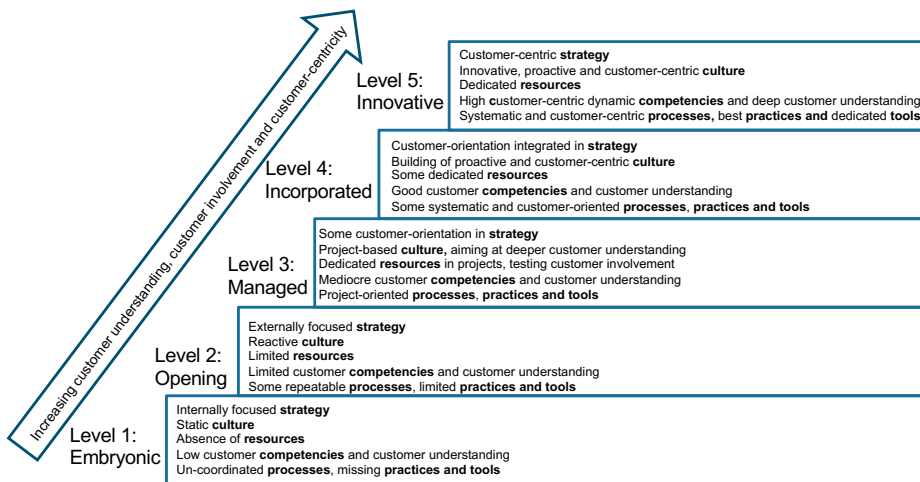 Increasing customer understanding, customer involvement and customer-centricity
Level 5:
Innovative
Customer-centric strategy
Innovative, proactive and customer-centric culture
Dedicated resources
High customer-centric dynamic competencies and deep customer understanding
Systematic and customer-centric processes, best practices and dedicated tools
Level 4:
Incorporated
Customer-orientation integrated in strategy
Building of proactive and customer-centric culture
Some dedicated resources
Good customer competencies and customer understanding
Some systematic and customer-oriented processes, practices and tools
Level 3:
Managed
Some customer-orientation in strategy
Project-based culture, aiming at deeper customer understanding
Dedicated resources in projects, testing customer involvement
Mediocre customer competencies and customer understanding
Project-oriented processes, practices and tools
Level 2:
Opening
Externally focused strategy
Reactive culture
Limited resources
Limited customer competencies and customer understanding
Some repeatable processes, limited practices and tools
Level 1:
Embryonic
Internally focused strategy
Static culture
Absence of resources
Low customer competencies and customer understanding
Un-coordinated processes, missing practices and tools